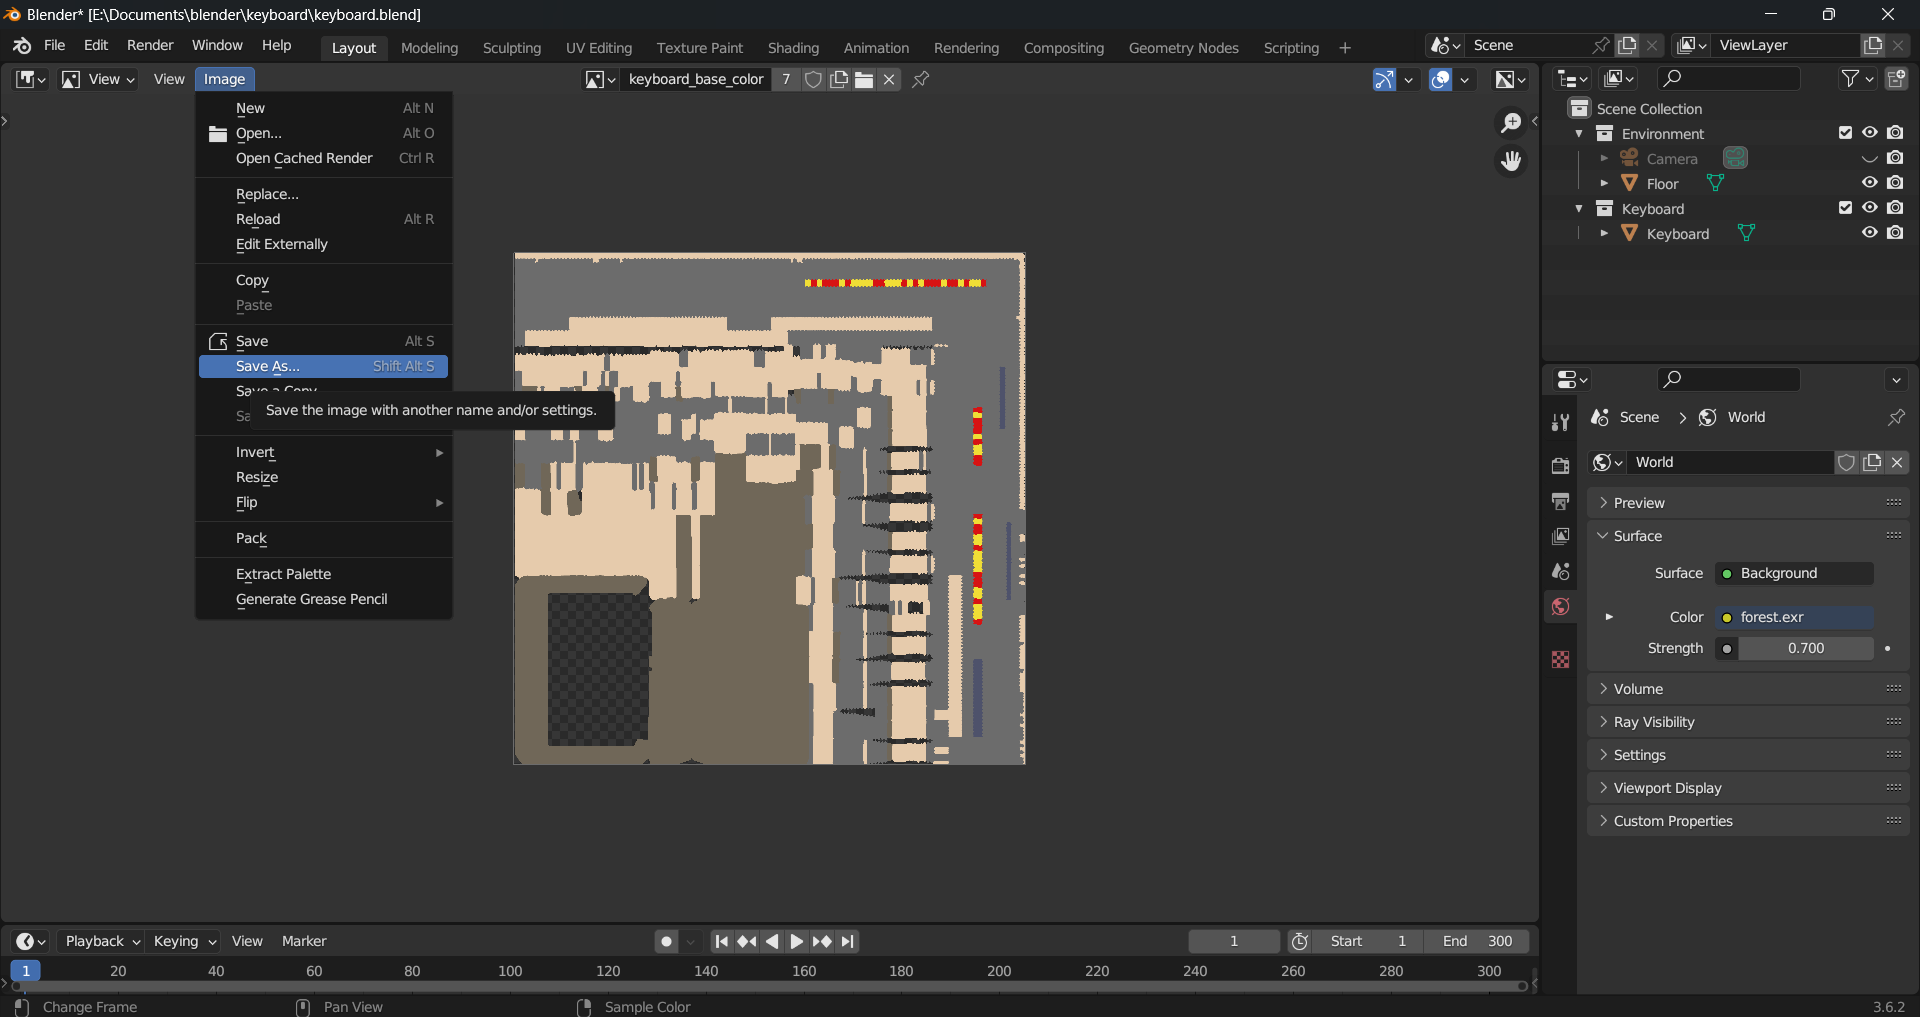 Blender* [E:\Documents\blender\keyboard\keyboard.blend]
File Edit Render Window Help Layout Modeling Sculpting UV Editing Texture Paint Shading Animation Rendering Compositing Geometry Nodes Scripting + Scene ViewLayer
View View Image keyboard_base_color 7
New Alt N
Open... Alt O
Open Cached Render Ctrl R
Replace...
Reload Alt R
Edit Externally
Copy
Paste
Save Alt S
Save As... Shift Alt S
Save a Copy
Sa
Save the image with another name and/or settings.
Invert
Resize
Flip
Pack
Extract Palette
Generate Grease Pencil
Scene Collection
Environment
Camera
Floor
Keyboard
Keyboard
Scene World
World
Preview
Surface
Surface Background
Color forest.exr
Strength 0.700
Volume
Ray Visibility
Settings
Viewport Display
Custom Properties
Playback Keying View Marker 1 Start 1 End 300
1 20 40 60 80 100 120 140 160 180 200 220 240 260 280 300
Change Frame Pan View Sample Color 3.6.2